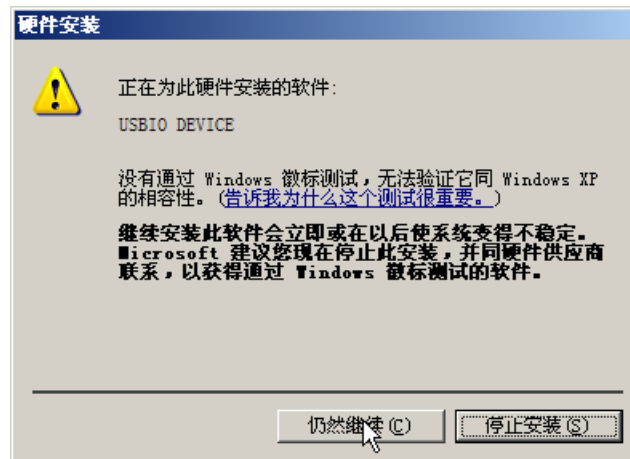 硬件安装
正在为此硬件安装的软件:
USBIO DEVICE
没有通过 Windows 徽标测试，无法验证它同 Windows XP
的相容性。(告诉我为什么这个测试很重要。)
继续安装此软件会立即或在以后使系统变得不稳定。
Microsoft 建议您现在停止此安装，并同硬件供应商
联系，以获得通过 Windows 徽标测试的软件。
仍然继续(C)
停止安装(S)